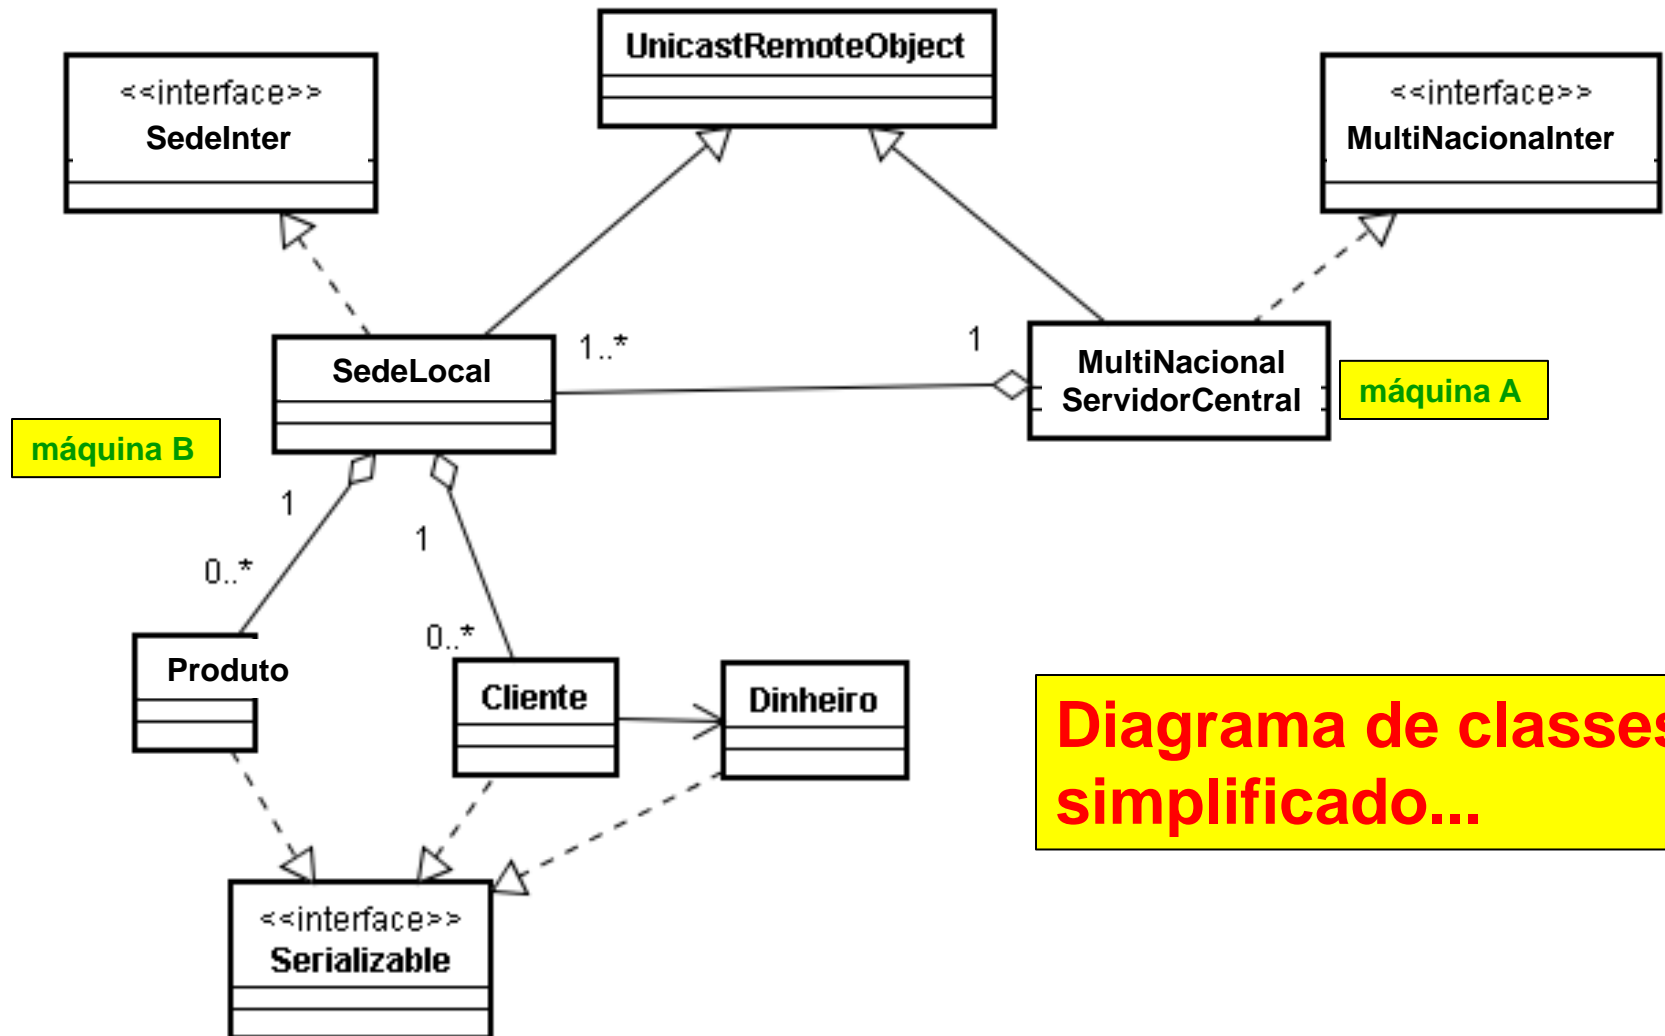 UnicastRemoteObject
<<interface>>
SedeInter
<<interface>>
MultiNacionaInter
SedeLocal
1..*
1
MultiNacional
ServidorCentral
máquina A
máquina B
1
1
0..*
0..*
Produto
Cliente
Dinheiro
Diagrama de classes
simplificado...
<<interface>>
Serializable